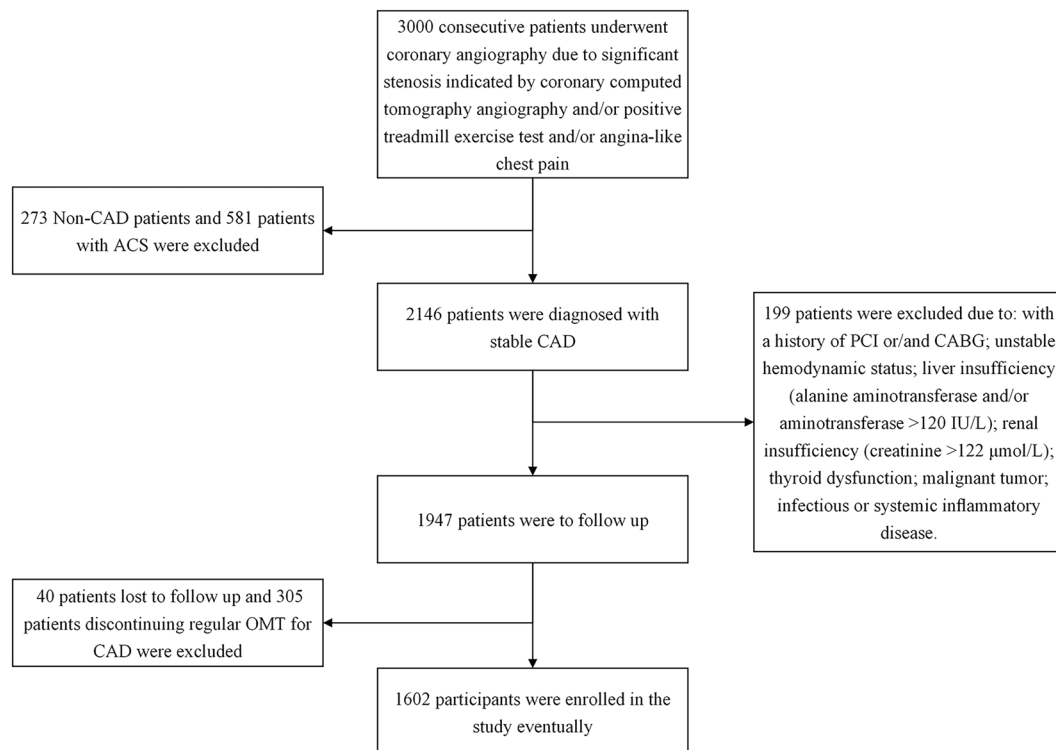 3000 consecutive patients underwent
coronary angiography due to significant
stenosis indicated by coronary computed
tomography angiography and/or positive
treadmill exercise test and/or angina-like
chest pain
273 Non-CAD patients and 581 patients
with ACS were excluded
2146 patients were diagnosed with
stable CAD
199 patients were excluded due to: with
a history of PCI or/and CABG; unstable
hemodynamic status; liver insufficiency
(alanine aminotransferase and/or
aminotransferase >120 IU/L); renal
insufficiency (creatinine >122 μmol/L);
thyroid dysfunction; malignant tumor;
infectious or systemic inflammatory
disease.
1947 patients were to follow up
40 patients lost to follow up and 305
patients discontinuing regular OMT for
CAD were excluded
1602 participants were enrolled in the
study eventually